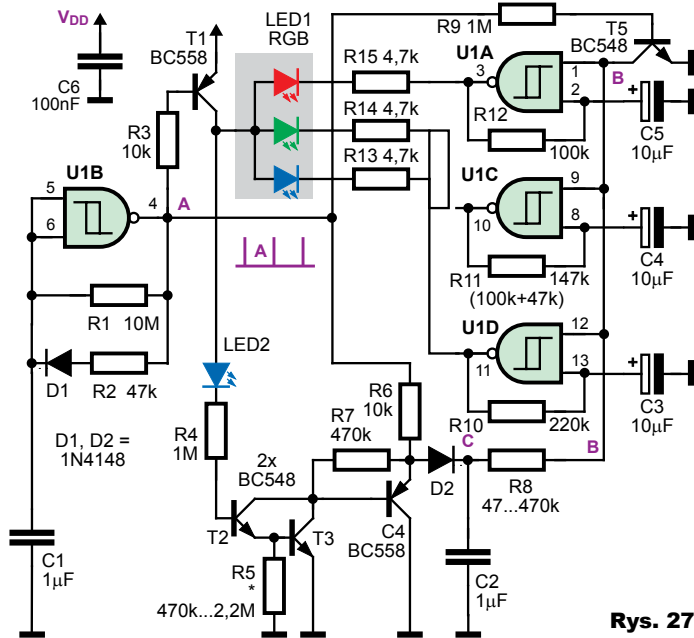 VDD
C6
100nF
T1
BC558
LED1
RGB
R9 1M
T5
BC548
R3
10k
R15 4,7k
U1A
3
1
2
B
R12
100k
+
C5
10µF
R14 4,7k
R13 4,7k
U1B
5
6
4
A
A
U1C
10
9
8
R11
(100k+47k)
147k
+
C4
10µF
R1 10M
D1
R2 47k
LED2
D1, D2 =
1N4148
R4
1M
R6
10k
R7
470k
U1D
11
12
13
R10
220k
+
C3
10µF
C
D2
R8
47...470k
B
2x
BC548
T2
T3
C4
BC558
R5
*
470k...2,2M
C1
1µF
C2
1µF
Rys. 27